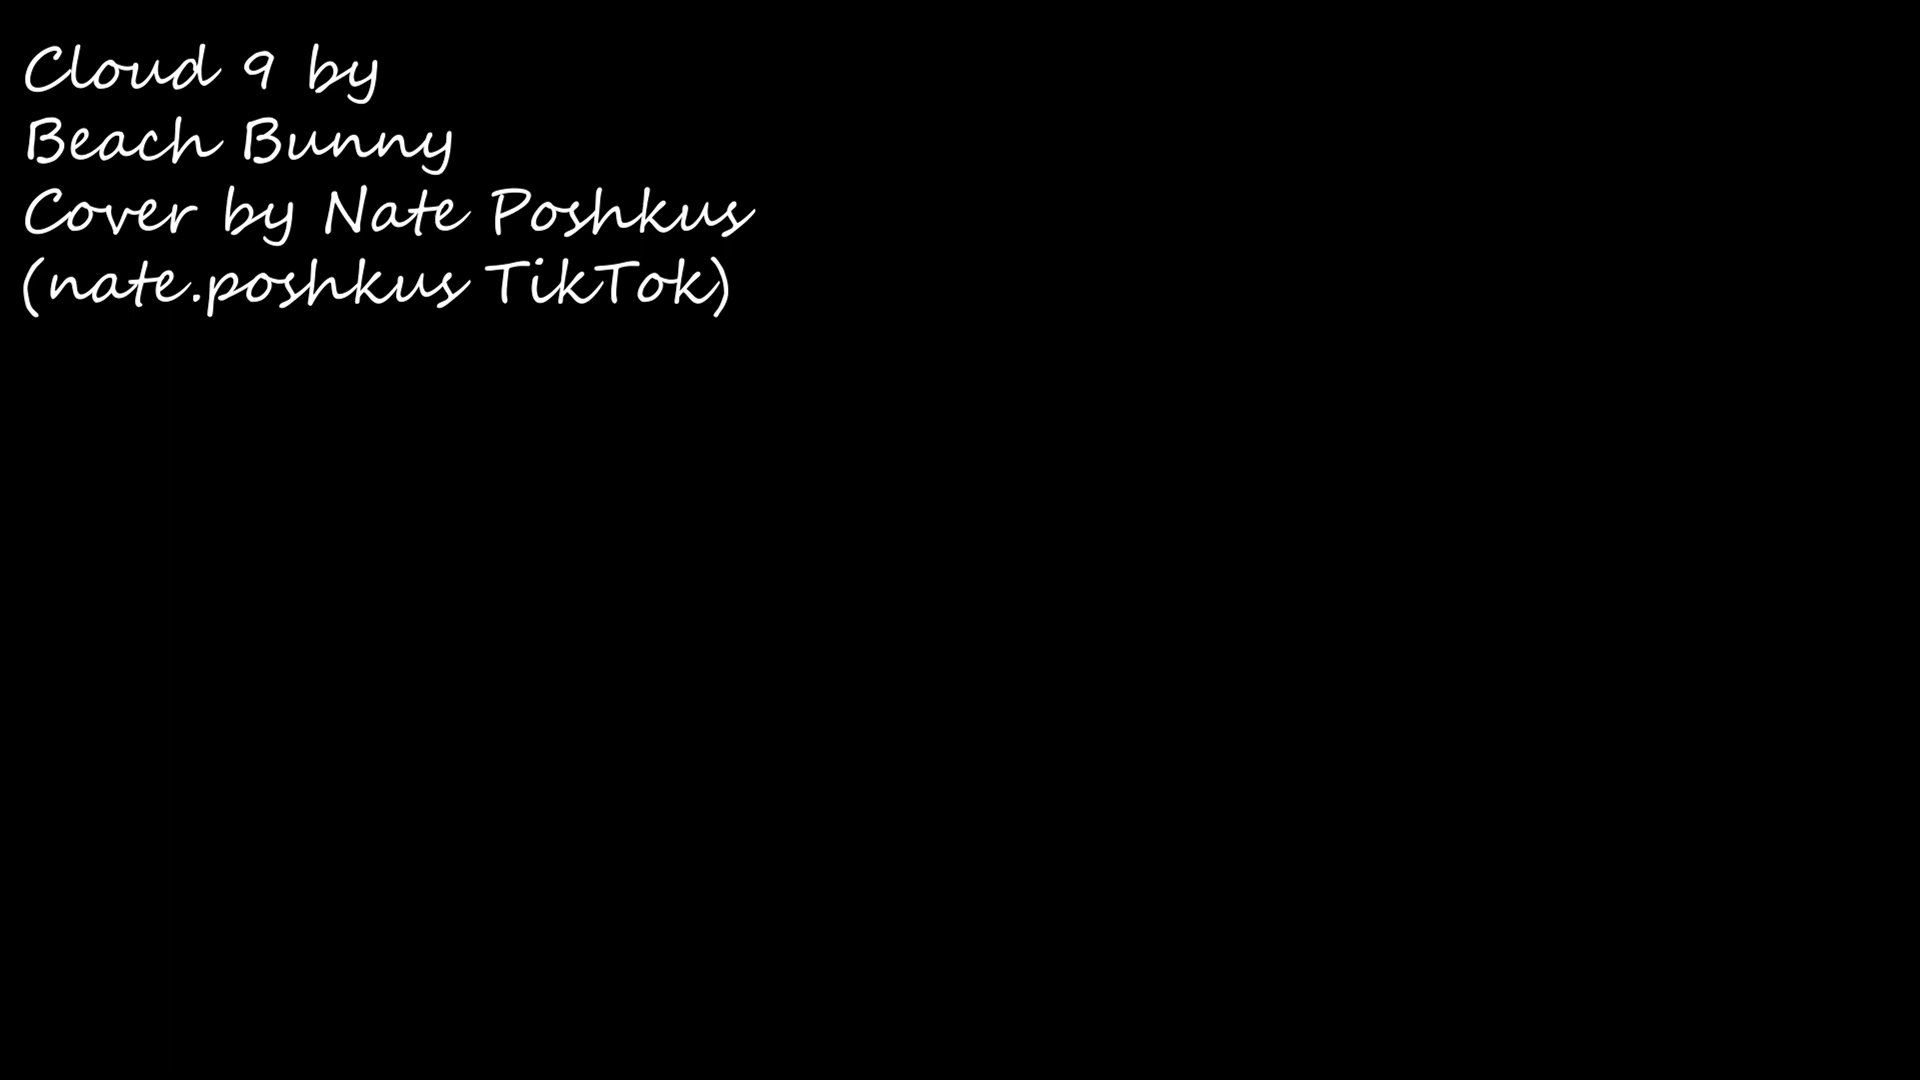 Cloud 9 by
Beach Bunny
Cover by Nate Poshkus
(nate.poshkus TikTok)